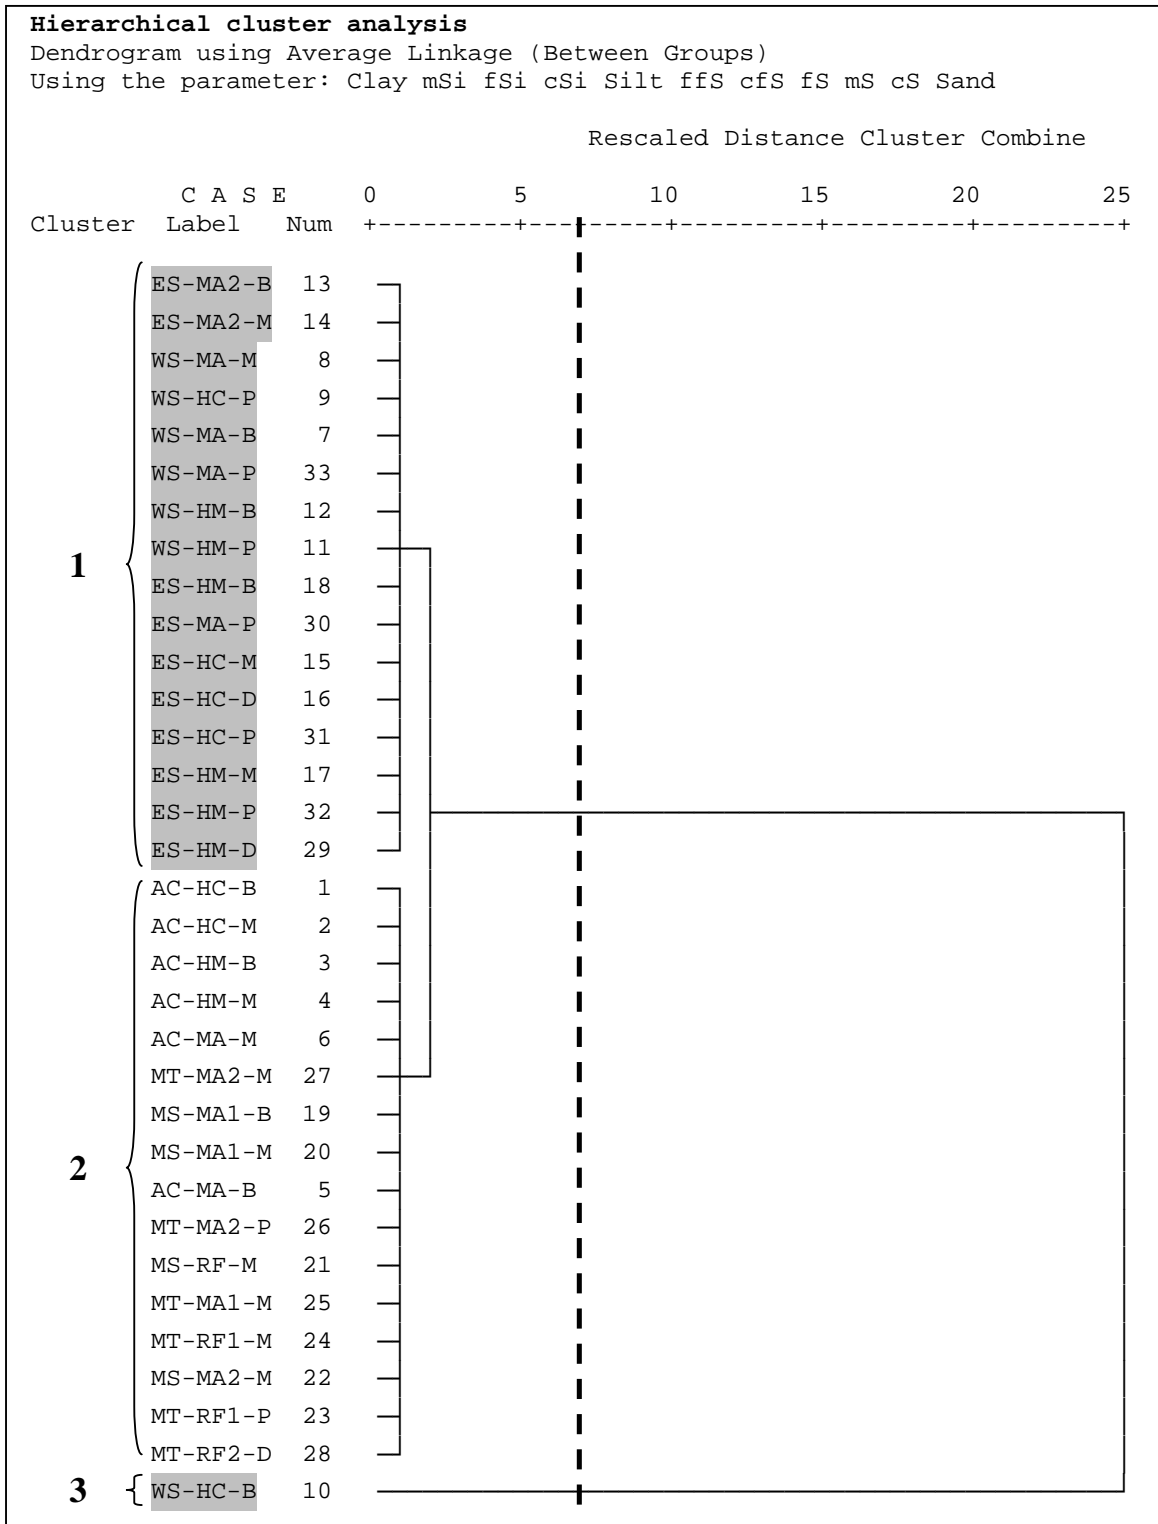 Hierarchical cluster analysis
Dendrogram using Average Linkage (Between Groups)
Using the parameter: Clay mSi fSi cSi Silt ffS cfS fS mS cS Sand
Rescaled Distance Cluster Combine
C A S E 0 5 10 15 20 25
Cluster Label Num +---------+---------+---------+---------+---------+
ES-MA2-B 13
ES-MA2-M 14
WS-MA-M 8
WS-HC-P 9
WS-MA-B 7
WS-MA-P 33
WS-HM-B 12
WS-HM-P 11
1
ES-HM-B 18
ES-MA-P 30
ES-HC-M 15
ES-HC-D 16
ES-HC-P 31
ES-HM-M 17
ES-HM-P 32
ES-HM-D 29
AC-HC-B 1
AC-HC-M 2
AC-HM-B 3
AC-HM-M 4
AC-MA-M 6
MT-MA2-M 27
MS-MA1-B 19
MS-MA1-M 20
2
AC-MA-B 5
MT-MA2-P 26
MS-RF-M 21
MT-MA1-M 25
MT-RF1-M 24
MS-MA2-M 22
MT-RF1-P 23
MT-RF2-D 28
3 WS-HC-B 10